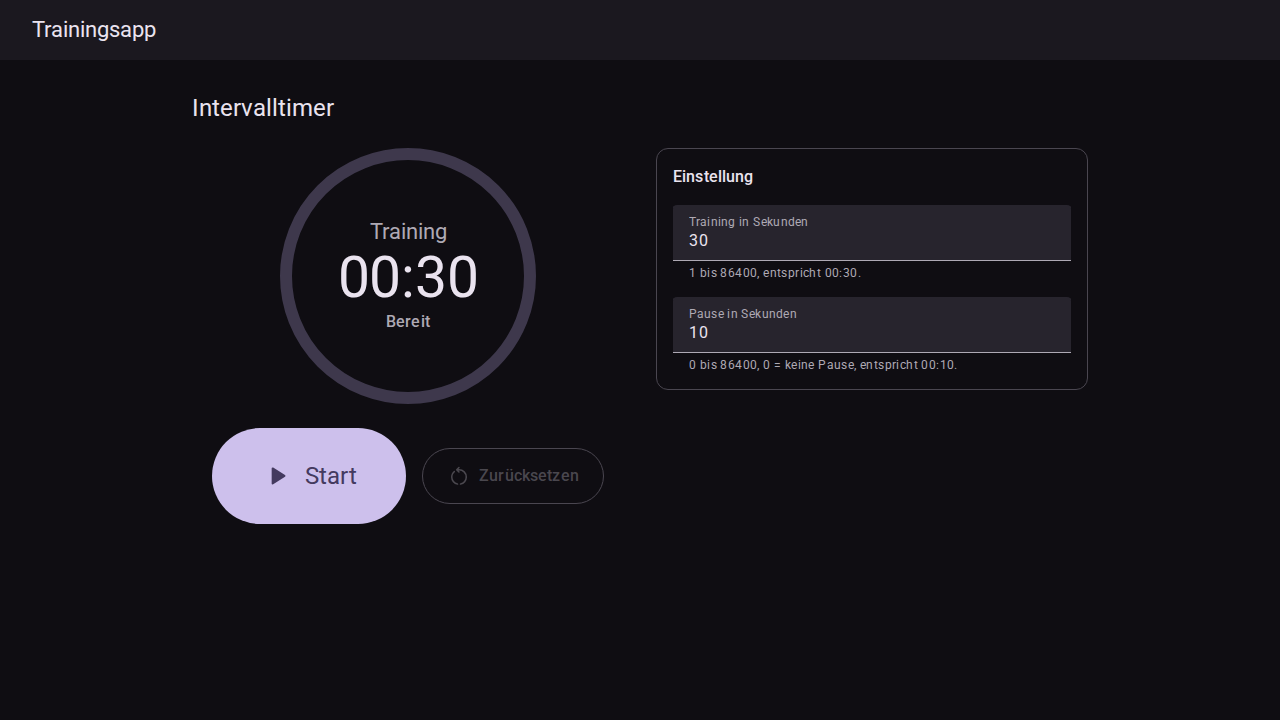 Trainingsapp
Intervalltimer
Training
00:30
Bereit
Start
Zurücksetzen
Einstellung
Training in Sekunden
30
1 bis 86400, entspricht 00:30.
Pause in Sekunden
10
0 bis 86400, 0 = keine Pause, entspricht 00:10.